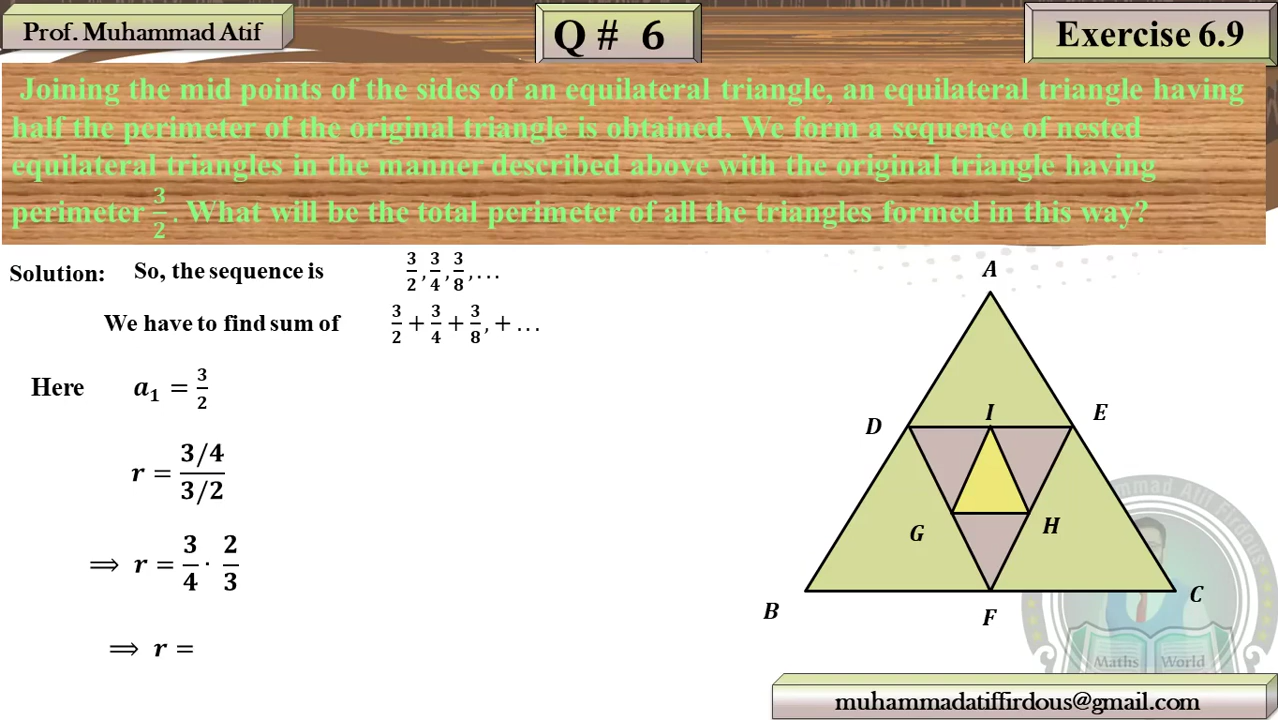 Prof. Muhammad Atif
Q # 6
Exercise 6.9
Joining the mid points of the sides of an equilateral triangle, an equilateral triangle having
half the perimeter of the original triangle is obtained. We form a sequence of nested
equilateral triangles in the manner described above with the original triangle having
perimeter 3/2. What will be the total perimeter of all the triangles formed in this way?
Solution: So, the sequence is 3/2, 3/4, 3/8, ...
We have to find sum of 3/2 + 3/4 + 3/8, + ...
Here a₁ = 3/2
r = (3/4)/(3/2)
⟹ r = 3/4 · 2/3
⟹ r =
A
D
I
E
G
H
B
F
C
Maths World
muhammadatiffirdous@gmail.com